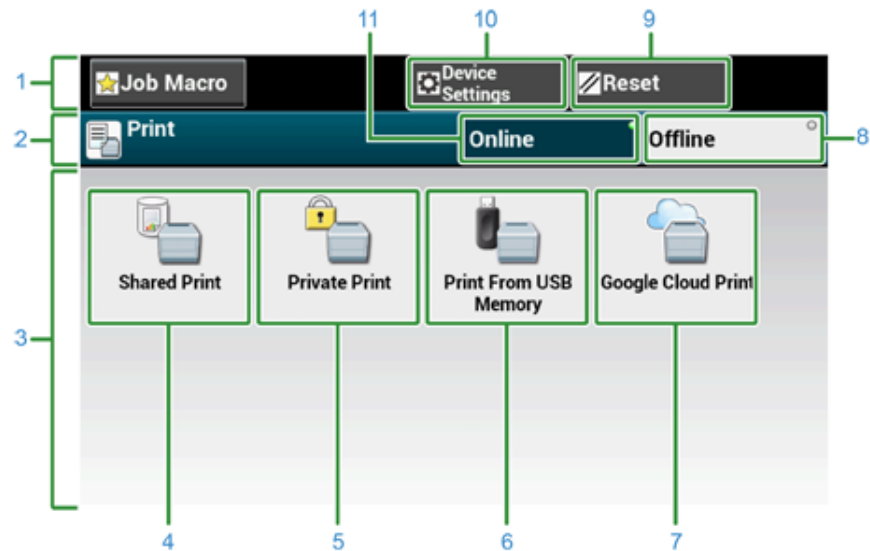 11
10
9
1
Job Macro
Device
Settings
Reset
2
Print
Online
Offline
8
3
Shared Print
Private Print
Print From USB
Memory
Google Cloud Print
4
5
6
7